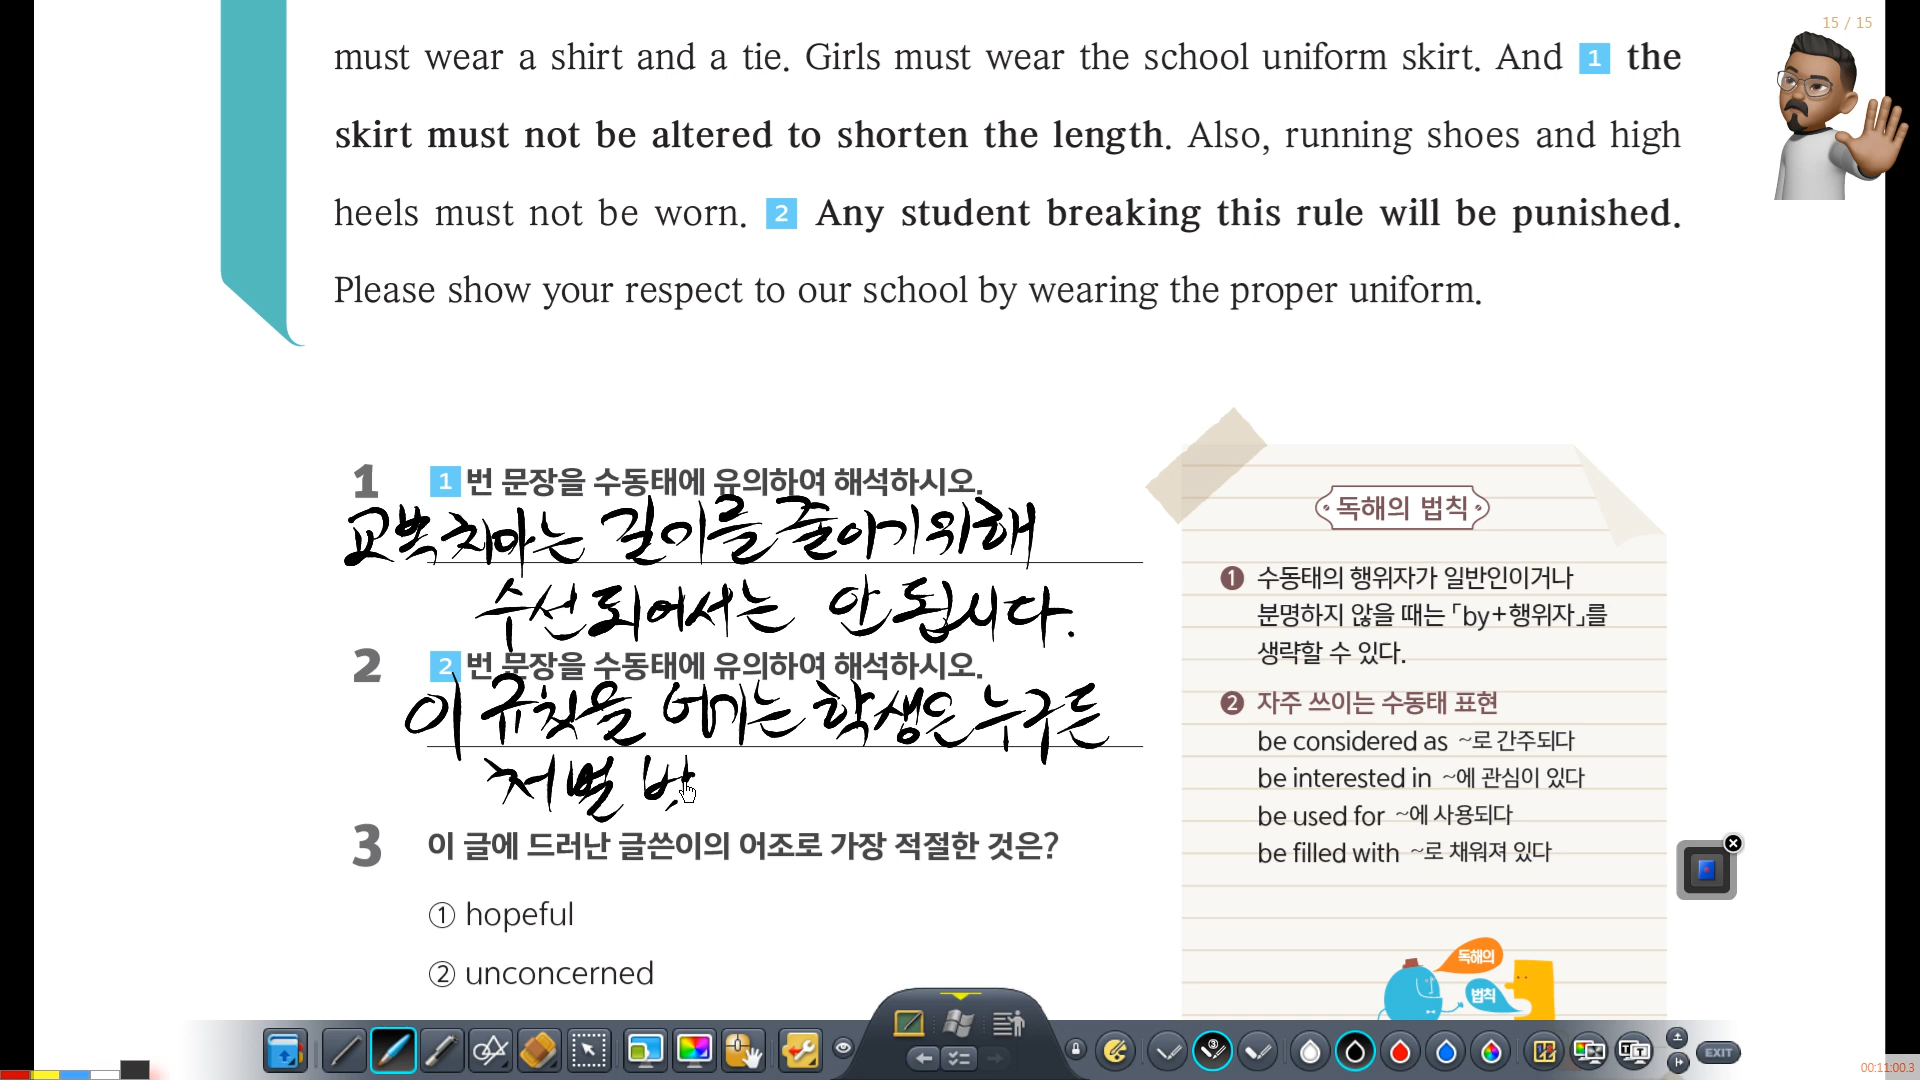 15 / 15
must wear a shirt and a tie. Girls must wear the school uniform skirt. And 1 the
skirt must not be altered to shorten the length. Also, running shoes and high
heels must not be worn. 2 Any student breaking this rule will be punished.
Please show your respect to our school by wearing the proper uniform.
1 1 번 문장을 수동태에 유의하여 해석하시오.
교복치마는 길이를 줄이기위해
수선되어서는 안됩시다.
2 2 번 문장을 수동태에 유의하여 해석하시오.
이 규칙을 어기는 학생은 누구든
처벌 받
3 이 글에 드러난 글쓴이의 어조로 가장 적절한 것은?
① hopeful
② unconcerned
독해의 법칙
1 수동태의 행위자가 일반인이거나
분명하지 않을 때는 「by+행위자」를
생략할 수 있다.
2 자주 쓰이는 수동태 표현
be considered as ~로 간주되다
be interested in ~에 관심이 있다
be used for ~에 사용되다
be filled with ~로 채워져 있다
독해의
법칙
EXIT
00:11:00.3